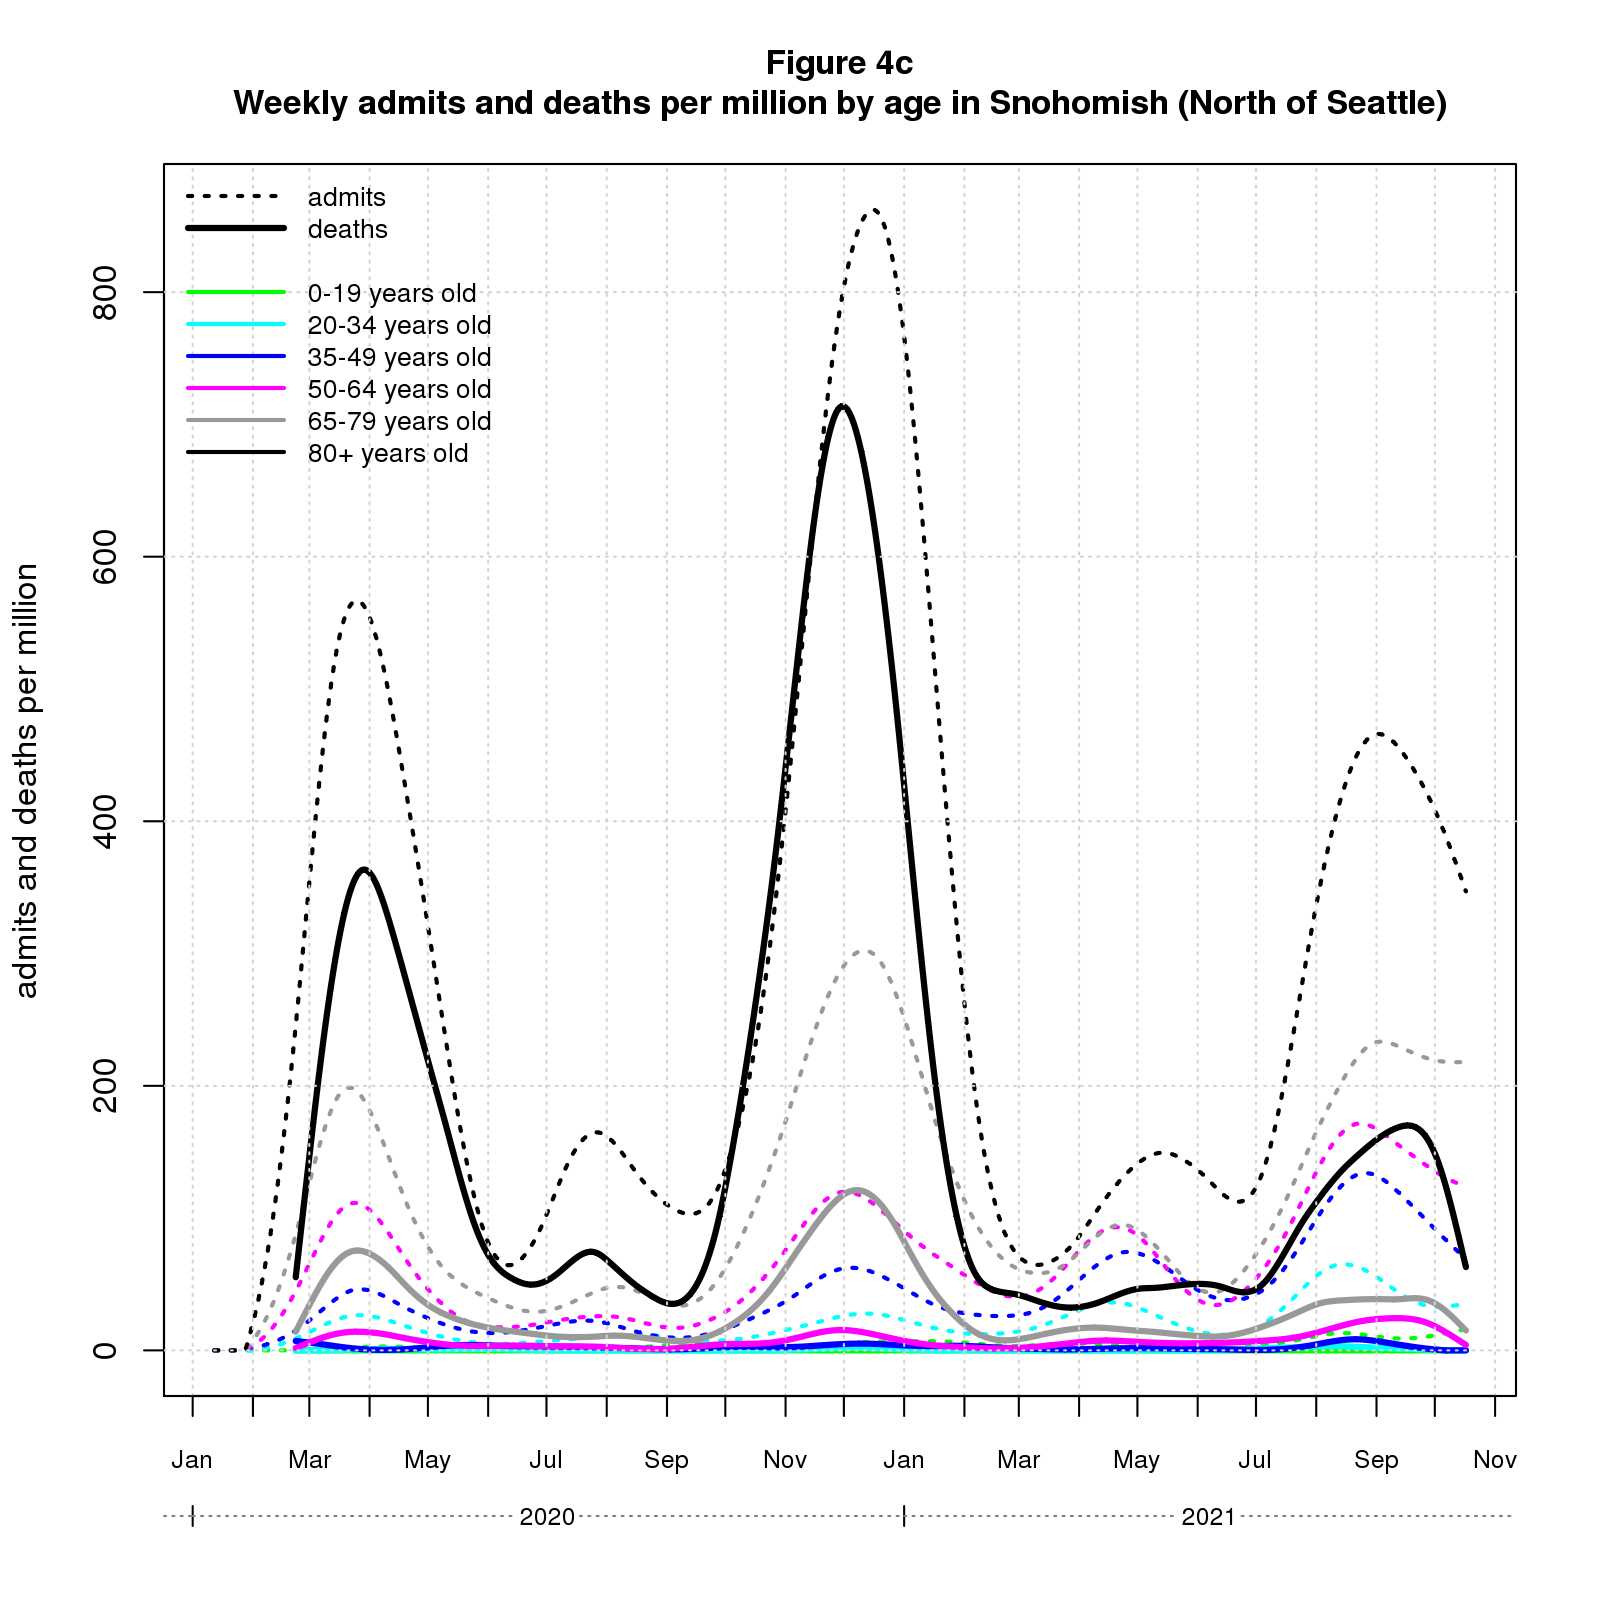 Figure 4c
Weekly admits and deaths per million by age in Snohomish (North of Seattle)
admits
deaths
0-19 years old
20-34 years old
35-49 years old
50-64 years old
65-79 years old
80+ years old
admits and deaths per million
800
600
400
200
0
Jan Mar May Jul Sep Nov Jan Mar May Jul Sep Nov
2020 2021